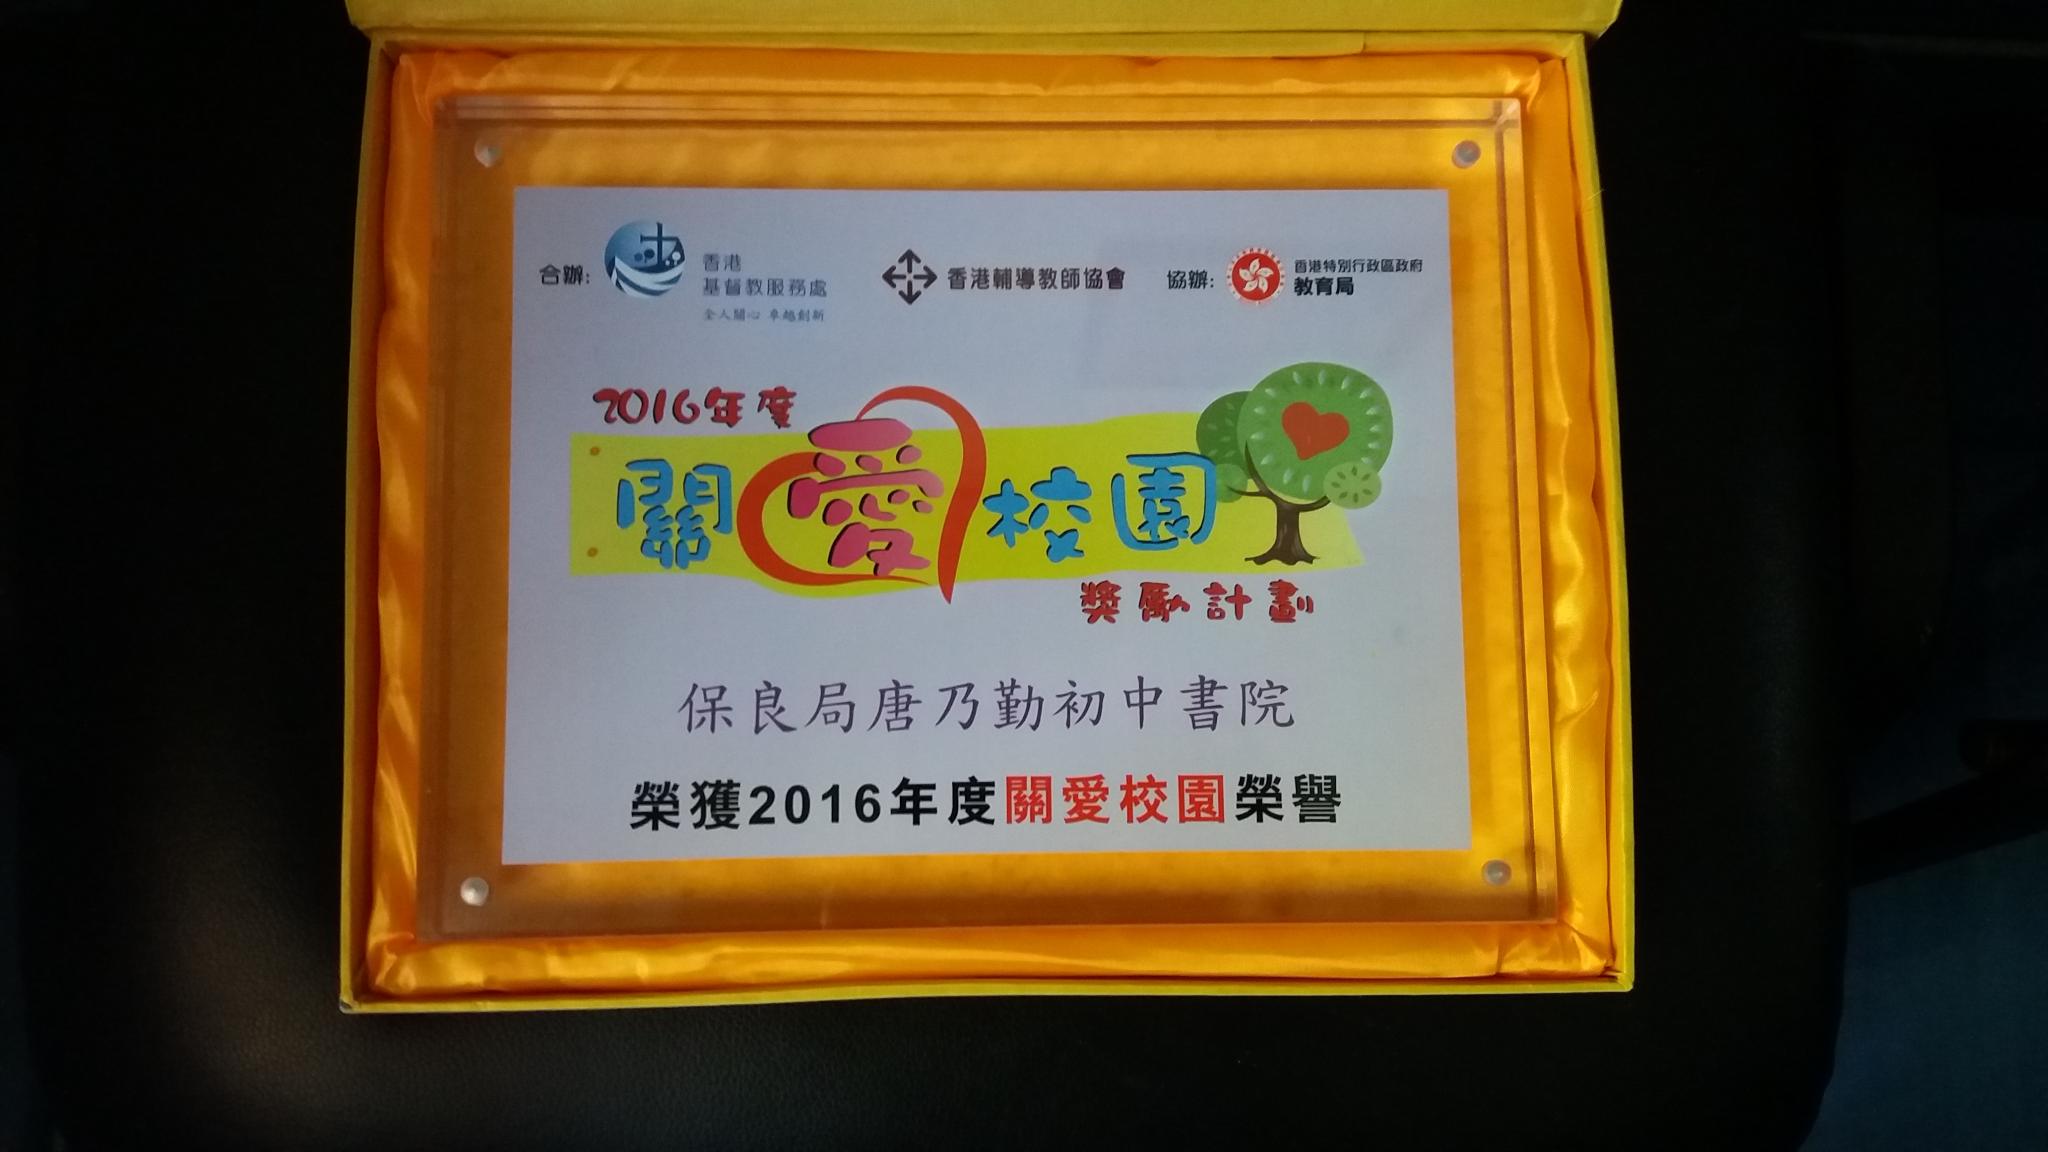 合辦: 香港基督教服務處 全人關心 卓越創新 香港輔導教師協會 協辦: 香港特別行政區政府 教育局
2016年度
關愛校園
獎勵計劃
保良局唐乃勤初中書院
榮獲2016年度關愛校園榮譽